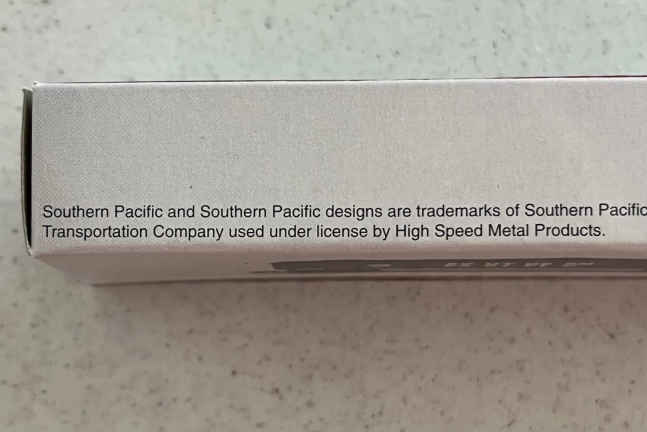 Southern Pacific and Southern Pacific designs are trademarks of Southern Pacific
Transportation Company used under license by High Speed Metal Products.